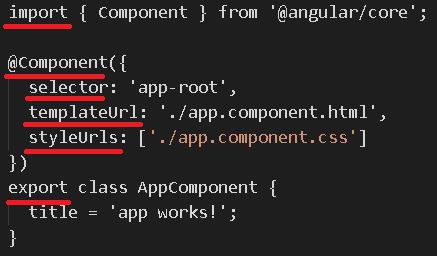 import { Component } from '@angular/core';
@Component({
selector: 'app-root',
templateUrl: './app.component.html',
styleUrls: ['./app.component.css']
})
export class AppComponent {
title = 'app works!';
}